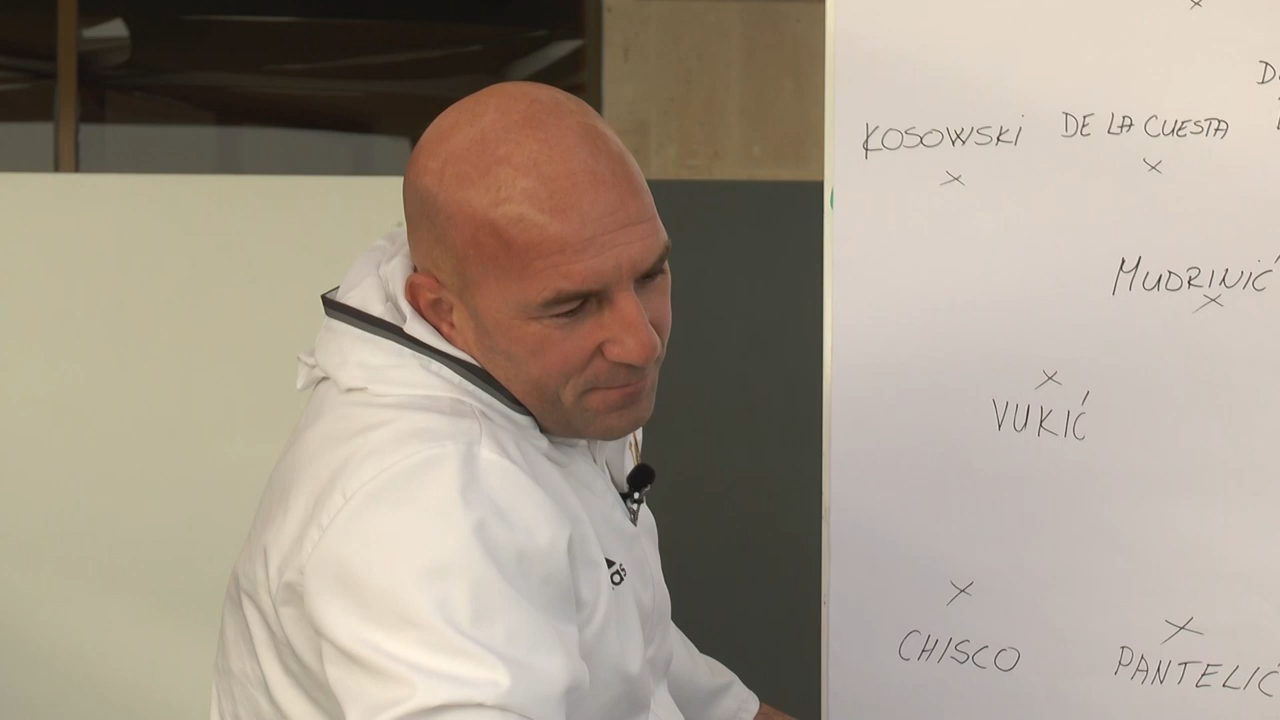 KOSOWSKI
DE LA CUESTA
MUDRINIĆ
VUKIĆ
CHISCO
PANTELIĆ